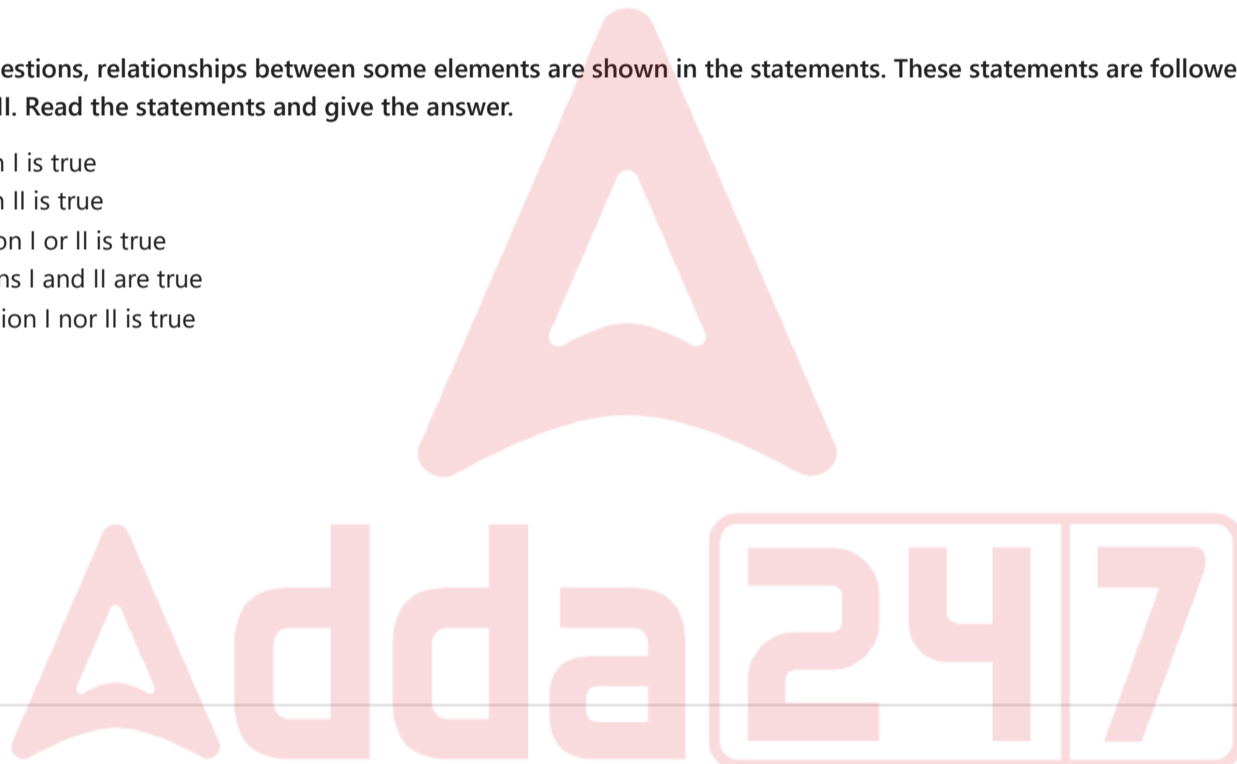 estions, relationships between some elements are shown in the statements. These statements are followe
II. Read the statements and give the answer.
n I is true
n II is true
on I or II is true
ns I and II are true
ion I nor II is true
Adda247